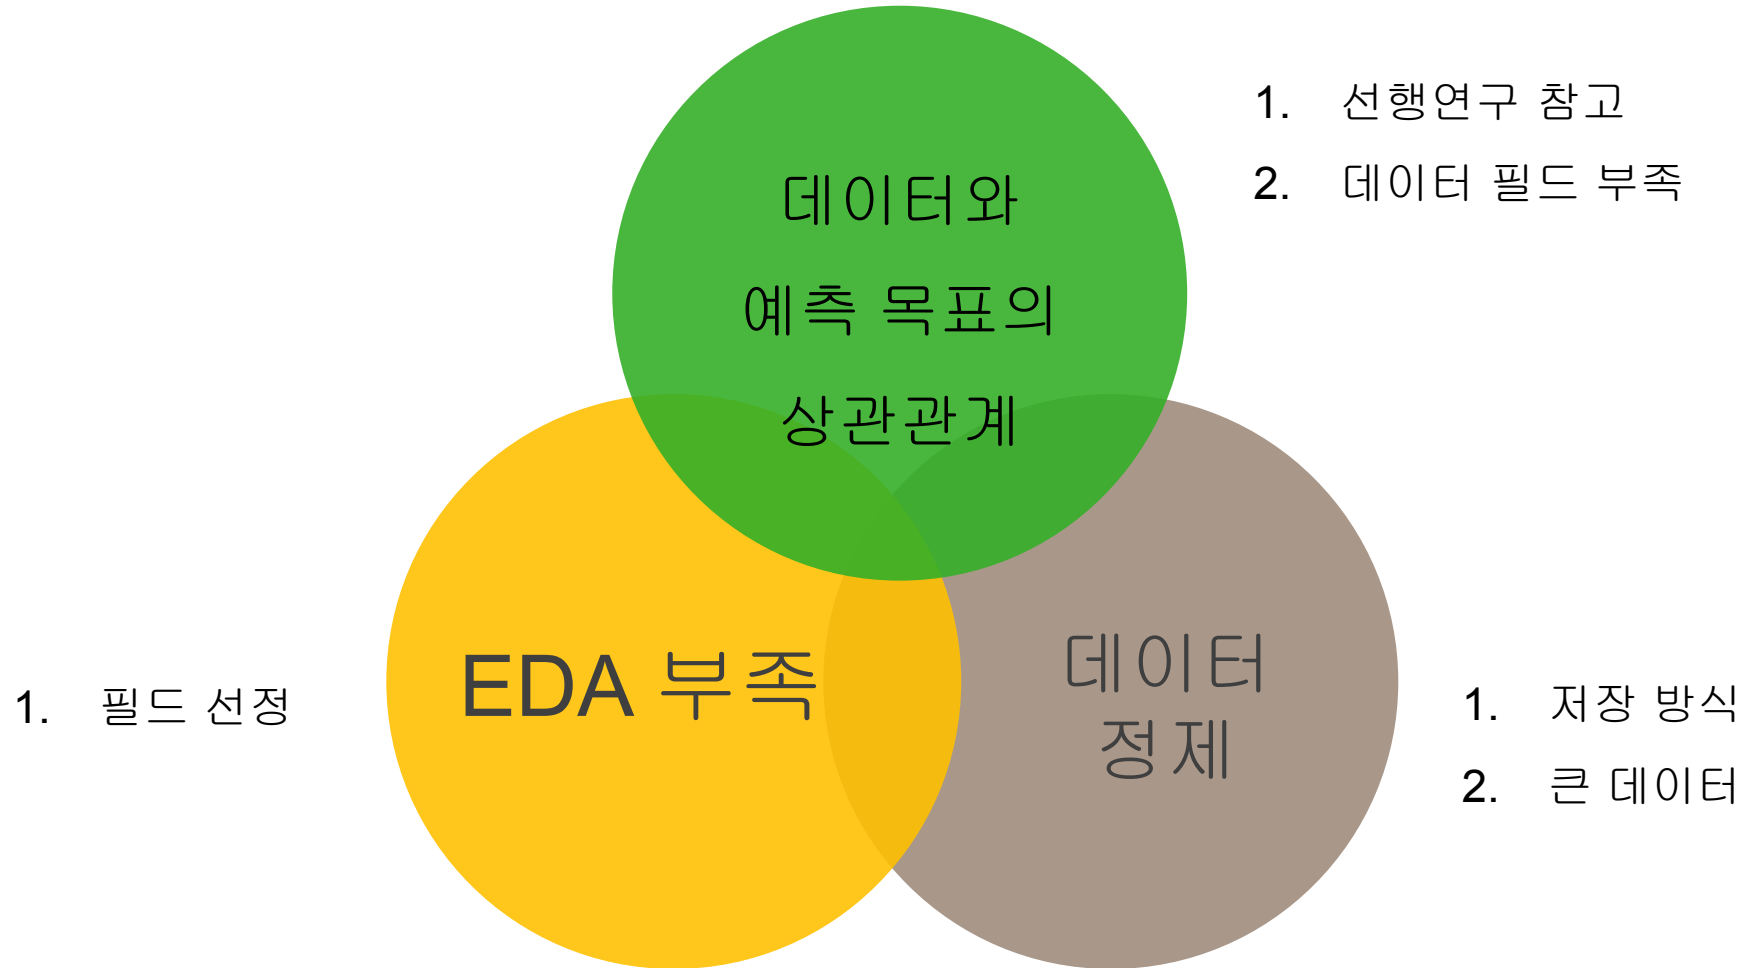 데이터와
예측 목표의
상관관계
1. 선행연구 참고
2. 데이터 필드 부족
EDA 부족
1. 필드 선정
데이터
정제
1. 저장 방식
2. 큰 데이터